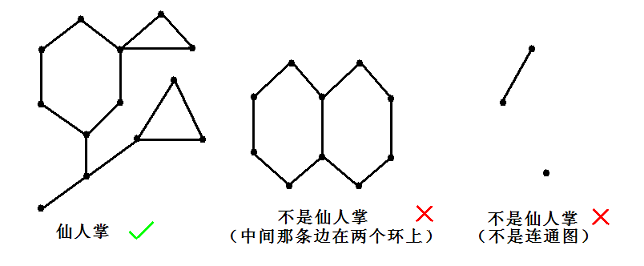 仙人掌
不是仙人掌
（中间那条边在两个环上）
不是仙人掌
（不是连通图）